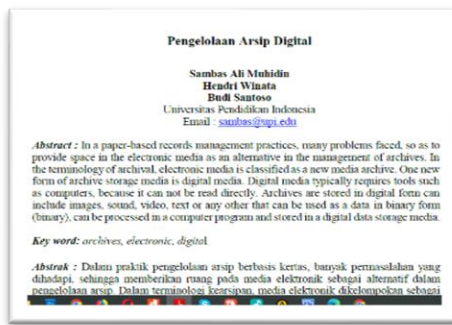 Pengelolaan Arsip Digital
Sambas Ali Muhidin
Hendri Winata
Budi Santoso
Universitas Pendidikan Indonesia
Email : sambas@upi.edu
Abstract : In a paper-based records management practices, many problems faced, so as to
provide space in the electronic media as an alternative in the management of archives. In
the terminology of archival, electronic media is classified as a new media archive. One new
form of archive storage media is digital media. Digital media typically requires tools such
as computers, because it can not be read directly. Archives are stored in digital form can
include images, sound, video, text or any other that can be used as a data in binary form
(binary), can be processed in a computer program and stored in a digital data storage media.
Key word: archives, electronic, digital
Abstrak : Dalam praktik pengelolaan arsip berbasis kertas, banyak permasalahan yang
dihadapi, sehingga memberikan ruang pada media elektronik sebagai alternatif dalam
pengelolaan arsip. Dalam terminologi kearsipan, media elektronik dikelompokan sebagai